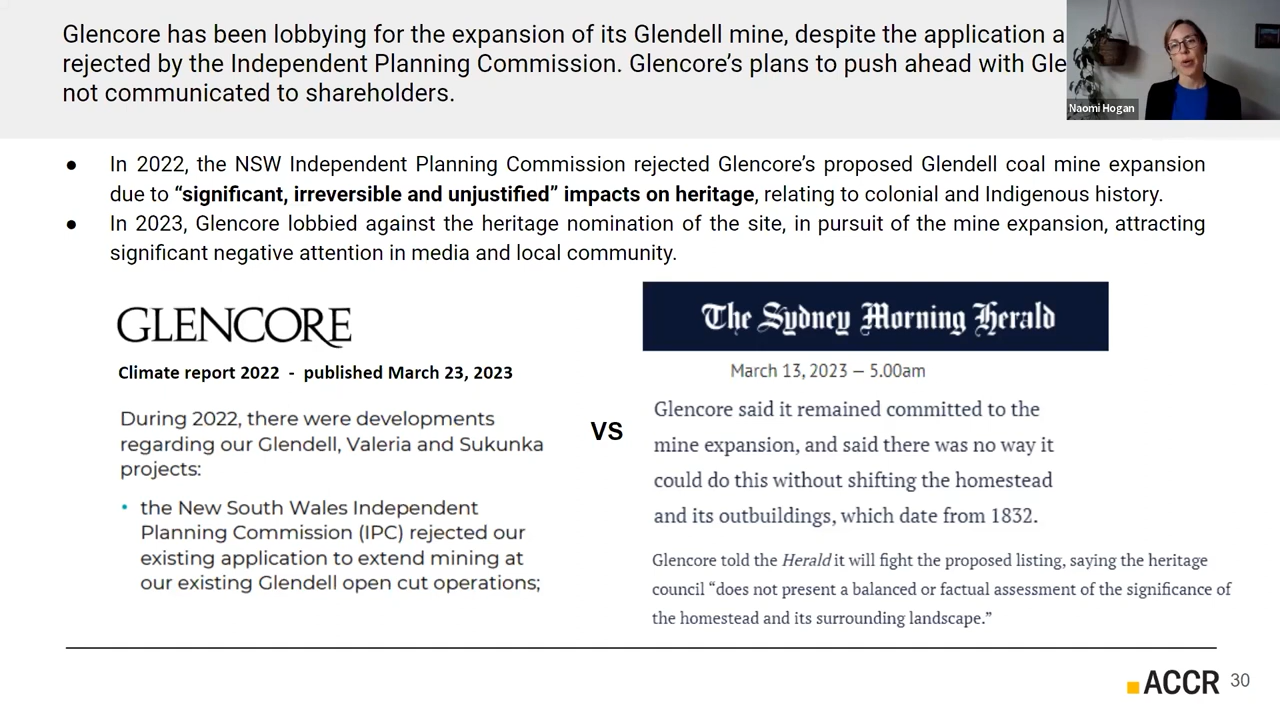 Glencore has been lobbying for the expansion of its Glendell mine, despite the application a
rejected by the Independent Planning Commission. Glencore's plans to push ahead with Gle
not communicated to shareholders.
Naomi Hogan
● In 2022, the NSW Independent Planning Commission rejected Glencore's proposed Glendell coal mine expansion
due to “significant, irreversible and unjustified” impacts on heritage, relating to colonial and Indigenous history.
● In 2023, Glencore lobbied against the heritage nomination of the site, in pursuit of the mine expansion, attracting
significant negative attention in media and local community.
GLENCORE
Climate report 2022 - published March 23, 2023
During 2022, there were developments
regarding our Glendell, Valeria and Sukunka
projects:
• the New South Wales Independent
Planning Commission (IPC) rejected our
existing application to extend mining at
our existing Glendell open cut operations;
VS
The Sydney Morning Herald
March 13, 2023 — 5.00am
Glencore said it remained committed to the
mine expansion, and said there was no way it
could do this without shifting the homestead
and its outbuildings, which date from 1832.
Glencore told the Herald it will fight the proposed listing, saying the heritage
council “does not present a balanced or factual assessment of the significance of
the homestead and its surrounding landscape.”
ACCR 30